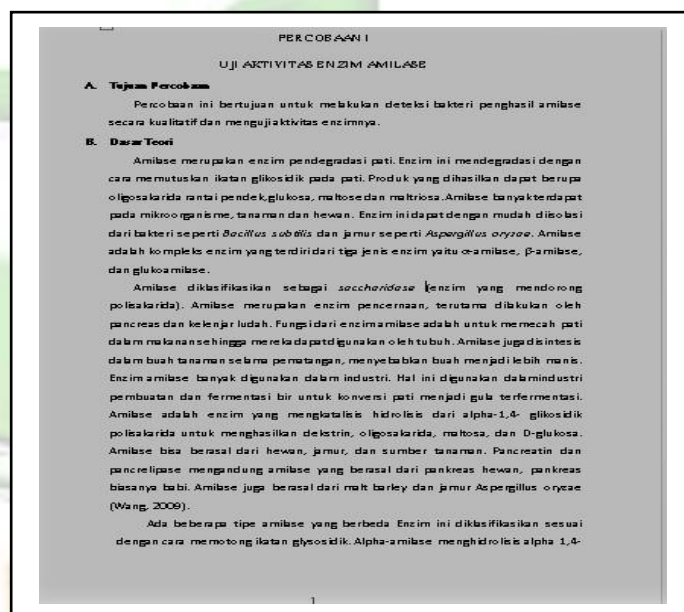 PERCOBAAN I
UJI AKTIVITAS ENZIM AMILASE
A. Tujuan Percobaan
Percobaan ini bertujuan untuk melakukan deteksi bakteri penghasil amilase
secara kualitatif dan menguji aktivitas enzimnya.
B. Dasar Teori
Amilase merupakan enzim pendegradasi pati. Enzim ini mendegradasi dengan
cara memutuskan ikatan glikosidik pada pati. Produk yang dihasilkan dapat berupa
oligosakarida rantai pendek, glukosa, maltose dan maltriosa. Amilase banyak terdapat
pada mikroorganisme, tanaman dan hewan. Enzim ini dapat dengan mudah diisolasi
dari bakteri seperti Bacillus subtilis dan jamur seperti Aspergillus oryzae. Amilase
adalah kompleks enzim yang terdiri dari tiga jenis enzim yaitu α-amilase, β-amilase,
dan glukoamilase.
Amilase diklasifikasikan sebagai saccharidase (enzim yang mendorong
polisakarida). Amilase merupakan enzim pencernaan, terutama dilakukan oleh
pancreas dan kelenjar ludah. Fungsi dari enzim amilase adalah untuk memecah pati
dalam makanan sehingga mereka dapat digunakan oleh tubuh. Amilase juga disintesis
dalam buah tanaman selama pematangan, menyebabkan buah menjadi lebih manis.
Enzim amilase banyak digunakan dalam industri. Hal ini digunakan dalam industri
pembuatan dan fermentasi bir untuk konversi pati menjadi gula terfermentasi.
Amilase adalah enzim yang mengkatalisis hidrolisis dari alpha-1,4- glikosidik
polisakarida untuk menghasilkan dekstrin, oligosakarida, maltosa, dan D-glukosa.
Amilase bisa berasal dari hewan, jamur, dan sumber tanaman. Pancreatin dan
pancrelipase mengandung amilase yang berasal dari pankreas hewan, pankreas
biasanya babi. Amilase juga berasal dari malt barley dan jamur Aspergillus oryzae
(Wang, 2009).
Ada beberapa tipe amilase yang berbeda Enzim ini diklasifikasikan sesuai
dengan cara memotong ikatan glysosidik. Alpha-amilase menghidrolisis alpha 1,4-
1